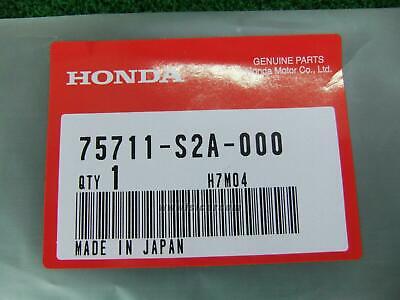 HONDA
GENUINE PARTS
Honda Motor Co., Ltd.
75711-S2A-000
QTY 1 H7M04
MADE IN JAPAN